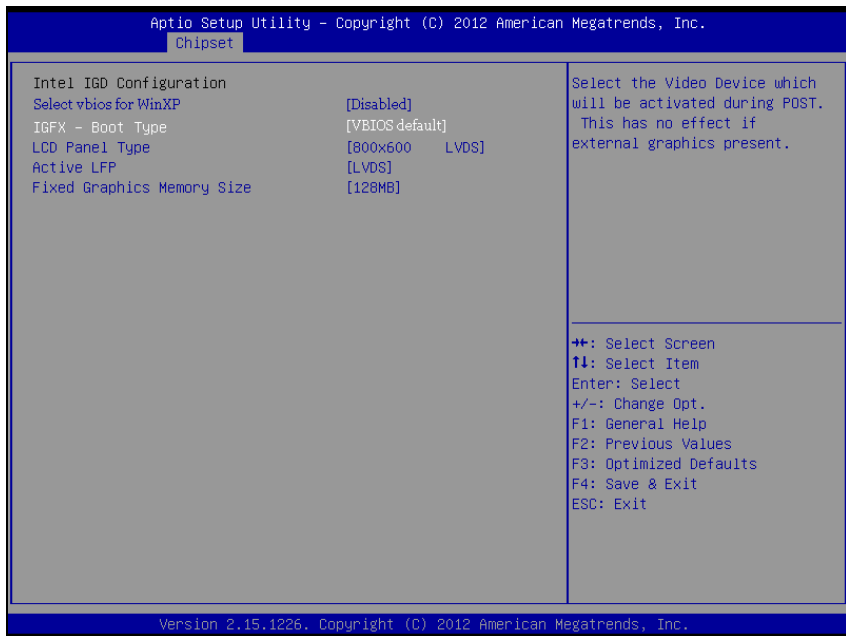 Aptio Setup Utility – Copyright (C) 2012 American Megatrends, Inc.
Chipset
Intel IGD Configuration
Select vbios for WinXP [Disabled]
IGFX – Boot Type [VBIOS default]
LCD Panel Type [800x600 LVDS]
Active LFP [LVDS]
Fixed Graphics Memory Size [128MB]
Select the Video Device which
will be activated during POST.
This has no effect if
external graphics present.
→←: Select Screen
↑↓: Select Item
Enter: Select
+/-: Change Opt.
F1: General Help
F2: Previous Values
F3: Optimized Defaults
F4: Save & Exit
ESC: Exit
Version 2.15.1226. Copyright (C) 2012 American Megatrends, Inc.